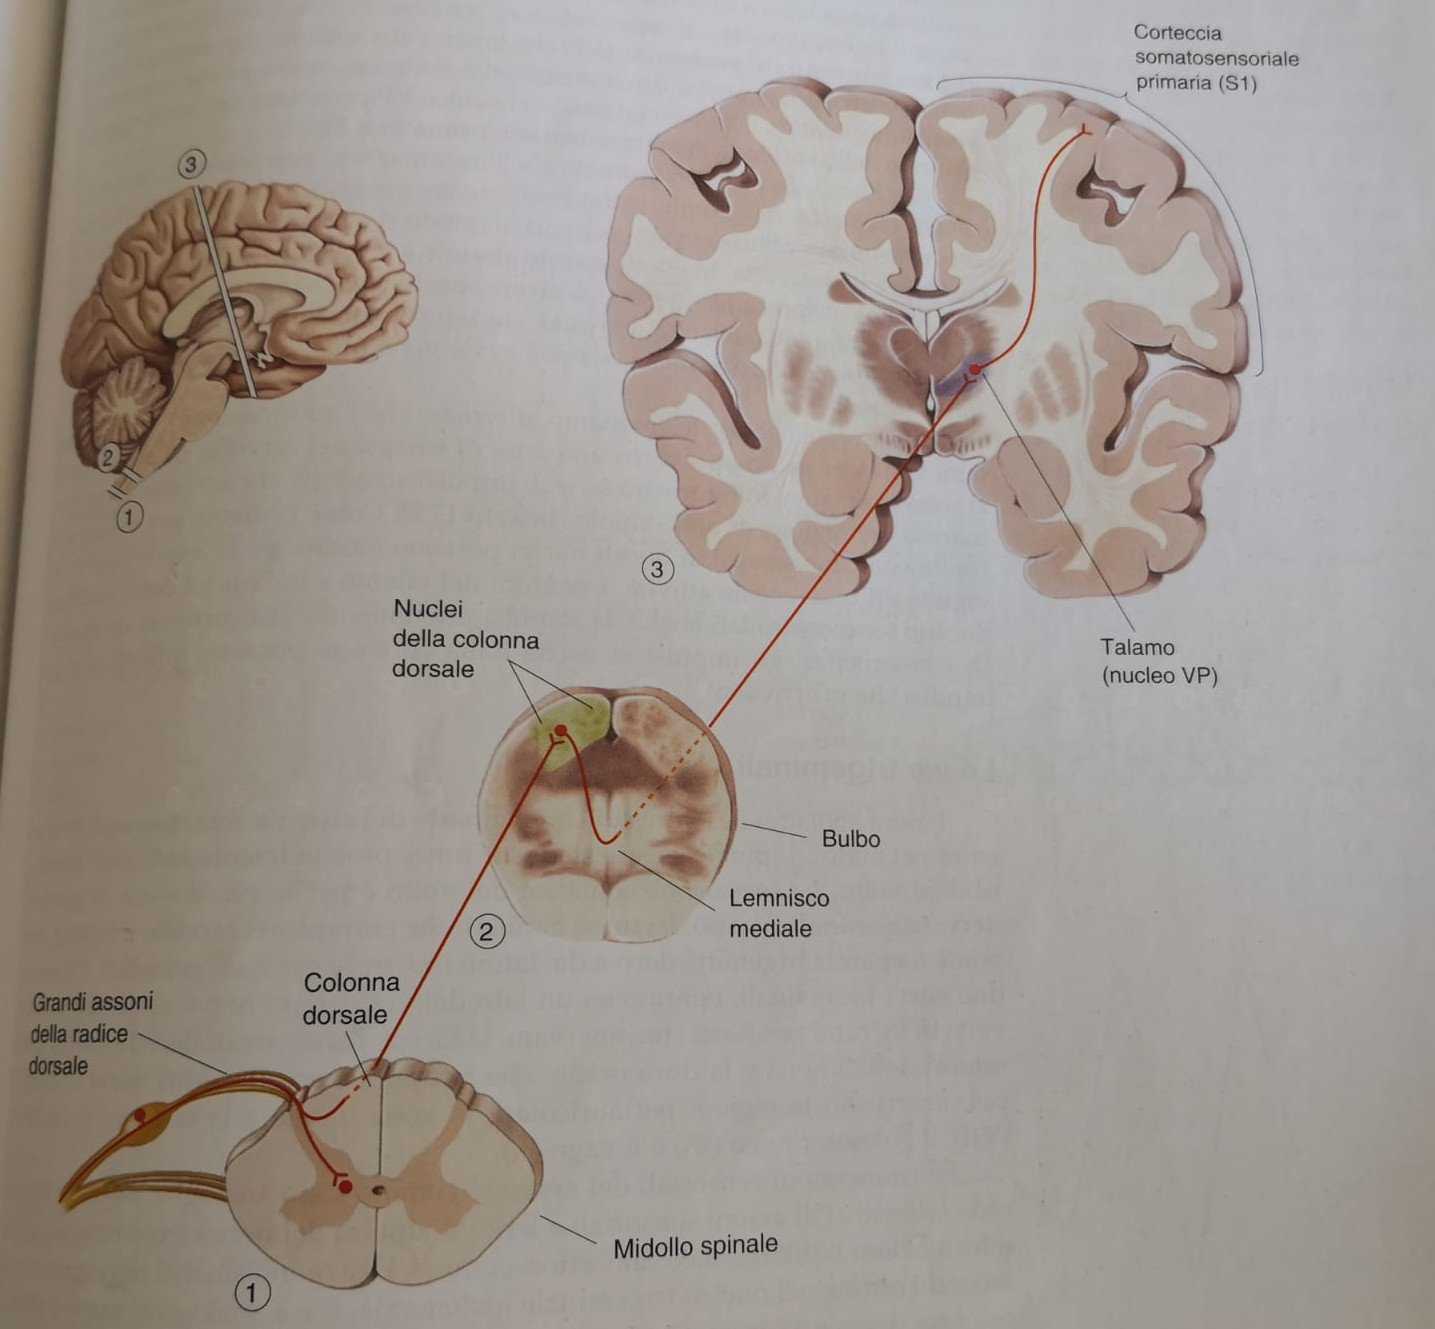 Corteccia
somatosensoriale
primaria (S1)
3
2
1
3
Nuclei
della colonna
dorsale
Talamo
(nucleo VP)
Bulbo
Lemnisco
mediale
2
Colonna
dorsale
Grandi assoni
della radice
dorsale
Midollo spinale
1